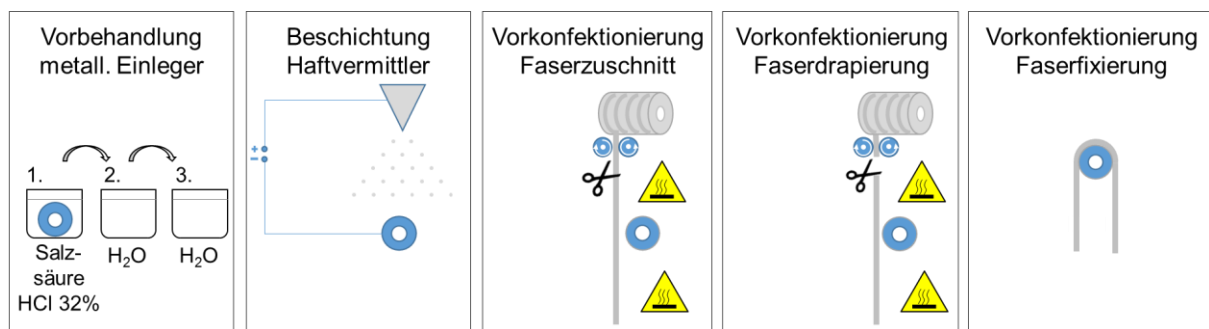 Vorbehandlung
metall. Einleger
1.
2.
3.
Salz-
säure
HCl 32%
H₂O
H₂O
Beschichtung
Haftvermittler
+
−
Vorkonfektionierung
Faserzuschnitt
Vorkonfektionierung
Faserdrapierung
Vorkonfektionierung
Faserfixierung